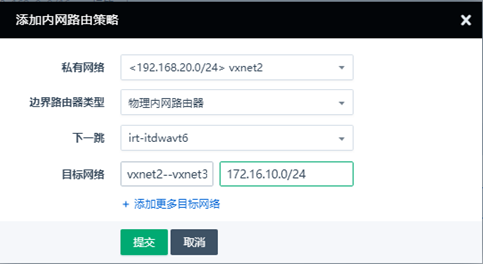 添加内网路由策略
私有网络 <192.168.20.0/24> vxnet2
边界路由器类型 物理内网路由器
下一跳 irt-itdwavt6
目标网络 vxnet2--vxnet3 172.16.10.0/24
+ 添加更多目标网络
提交 取消